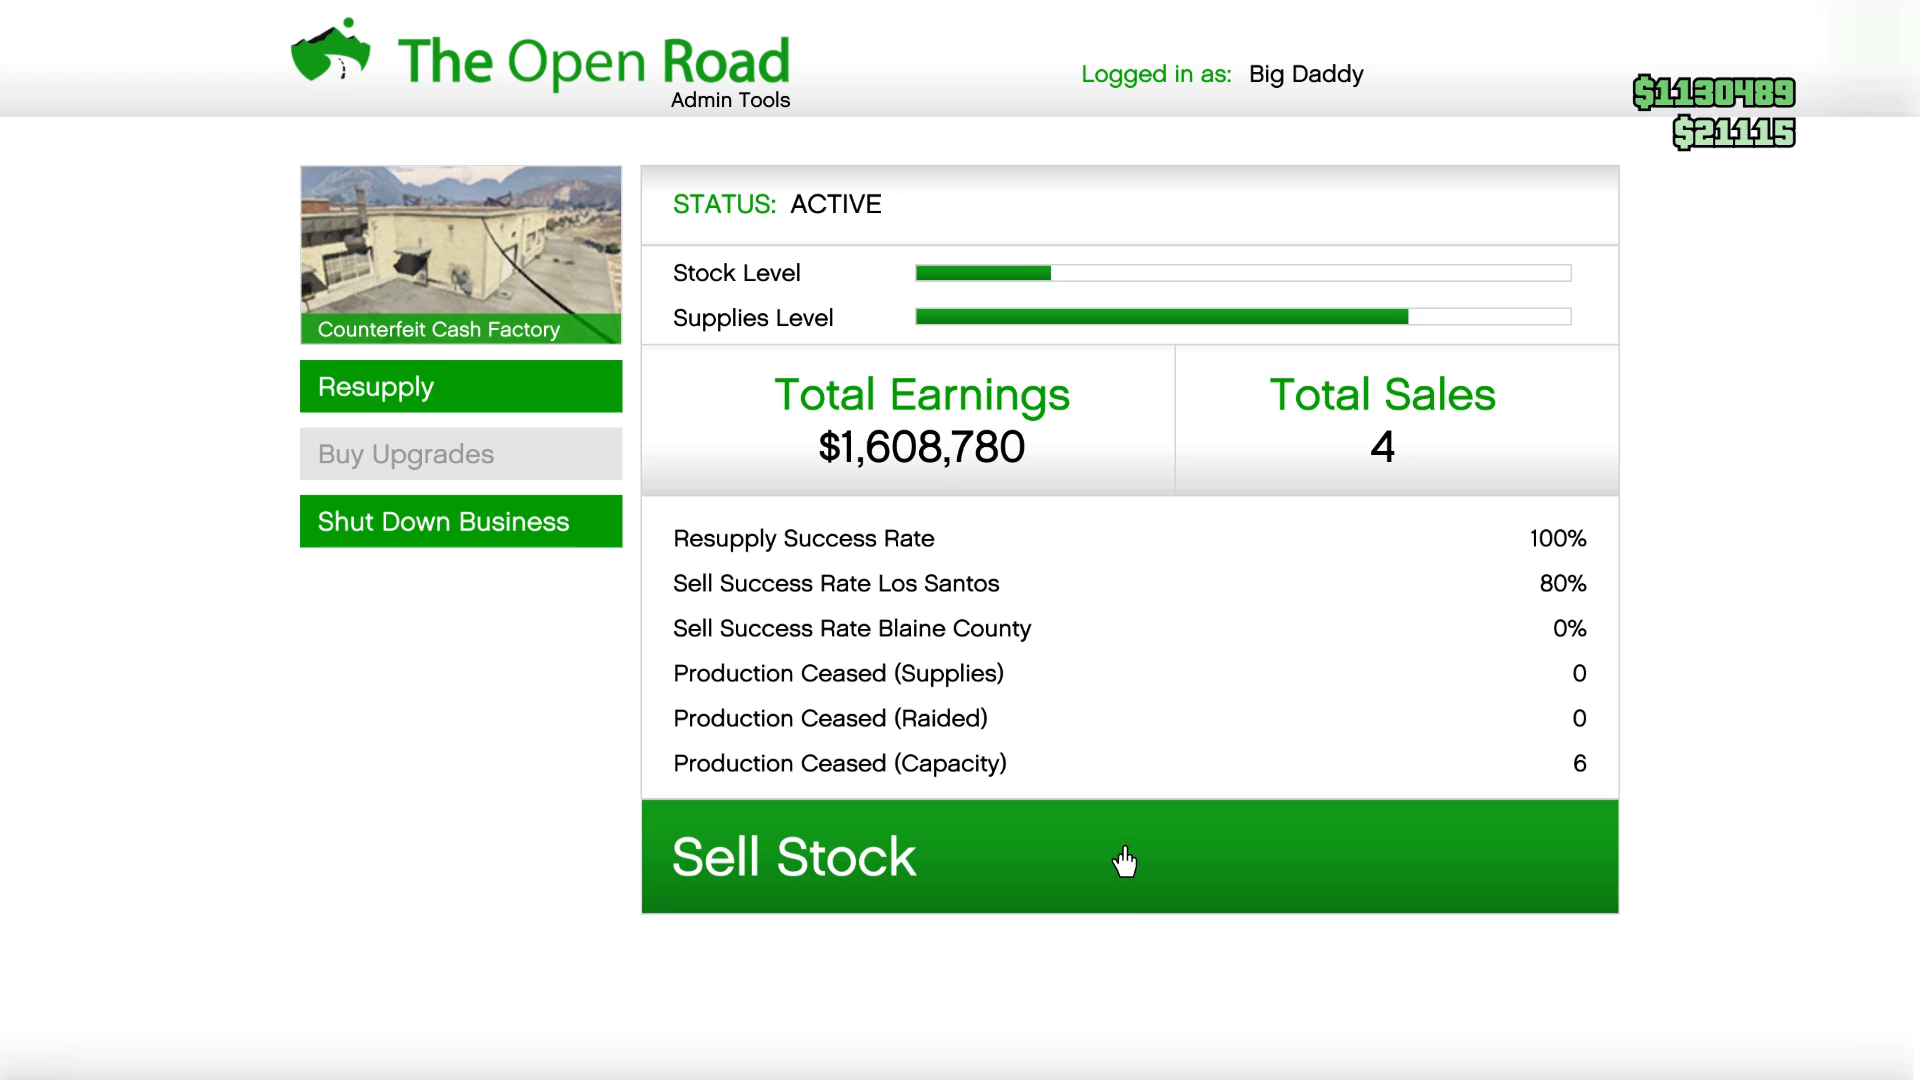 The Open Road
Admin Tools
Logged in as: Big Daddy
$1130489
$21115
Counterfeit Cash Factory
Resupply
Buy Upgrades
Shut Down Business
STATUS: ACTIVE
Stock Level
Supplies Level
Total Earnings
$1,608,780
Total Sales
4
Resupply Success Rate 100%
Sell Success Rate Los Santos 80%
Sell Success Rate Blaine County 0%
Production Ceased (Supplies) 0
Production Ceased (Raided) 0
Production Ceased (Capacity) 6
Sell Stock